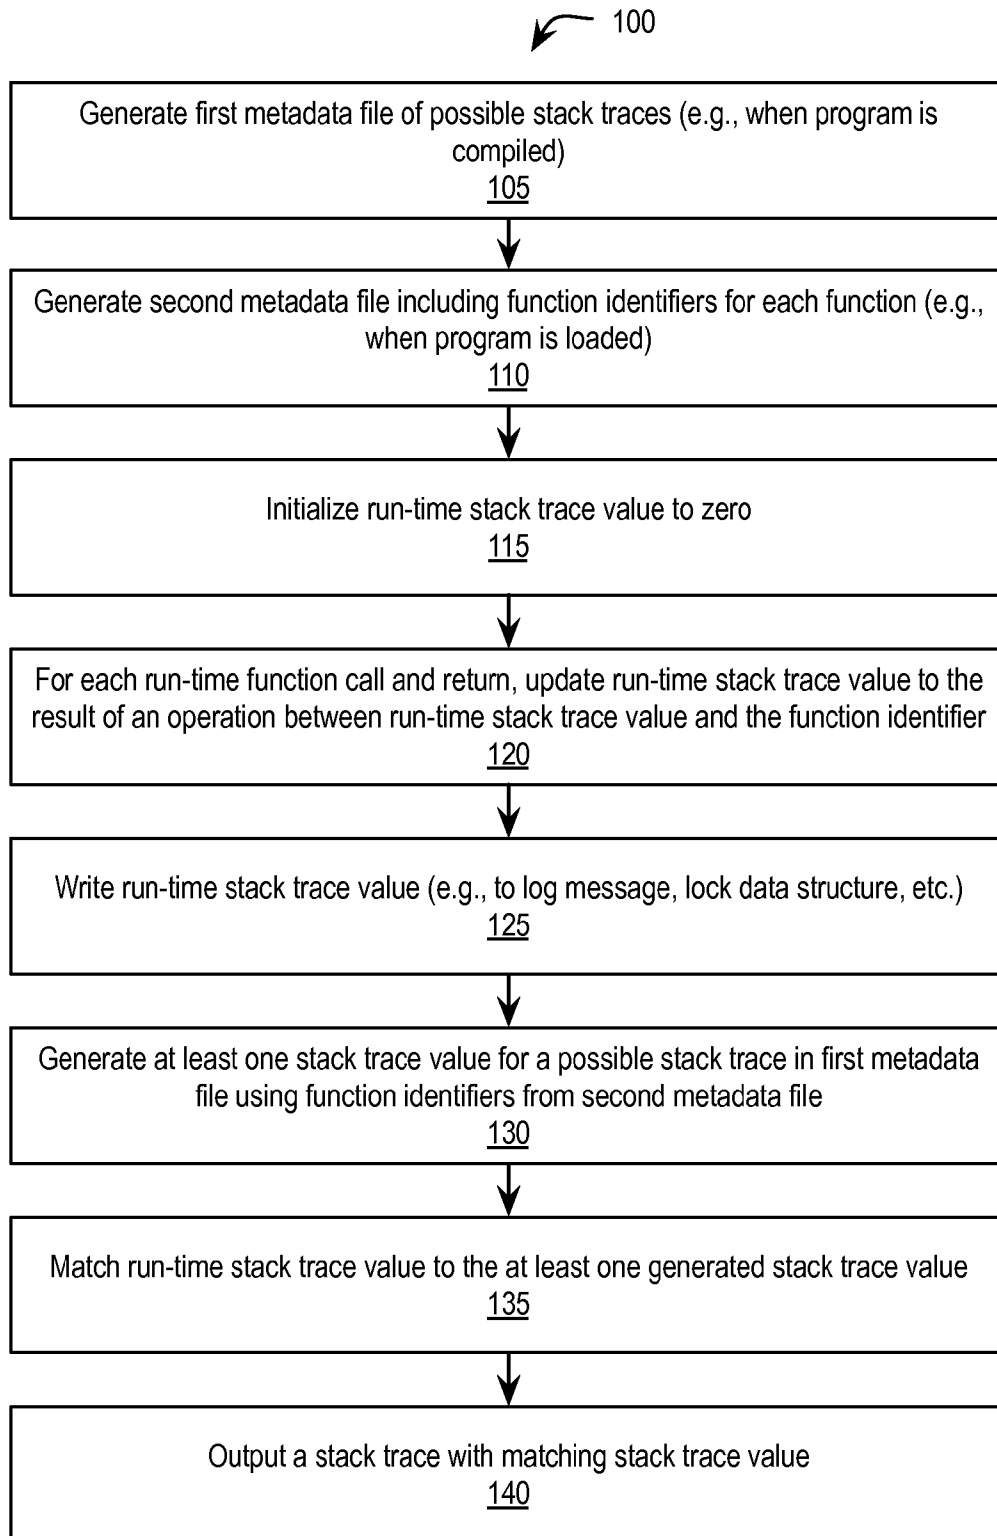 100
Generate first metadata file of possible stack traces (e.g., when program is
compiled)
105
Generate second metadata file including function identifiers for each function (e.g.,
when program is loaded)
110
Initialize run-time stack trace value to zero
115
For each run-time function call and return, update run-time stack trace value to the
result of an operation between run-time stack trace value and the function identifier
120
Write run-time stack trace value (e.g., to log message, lock data structure, etc.)
125
Generate at least one stack trace value for a possible stack trace in first metadata
file using function identifiers from second metadata file
130
Match run-time stack trace value to the at least one generated stack trace value
135
Output a stack trace with matching stack trace value
140